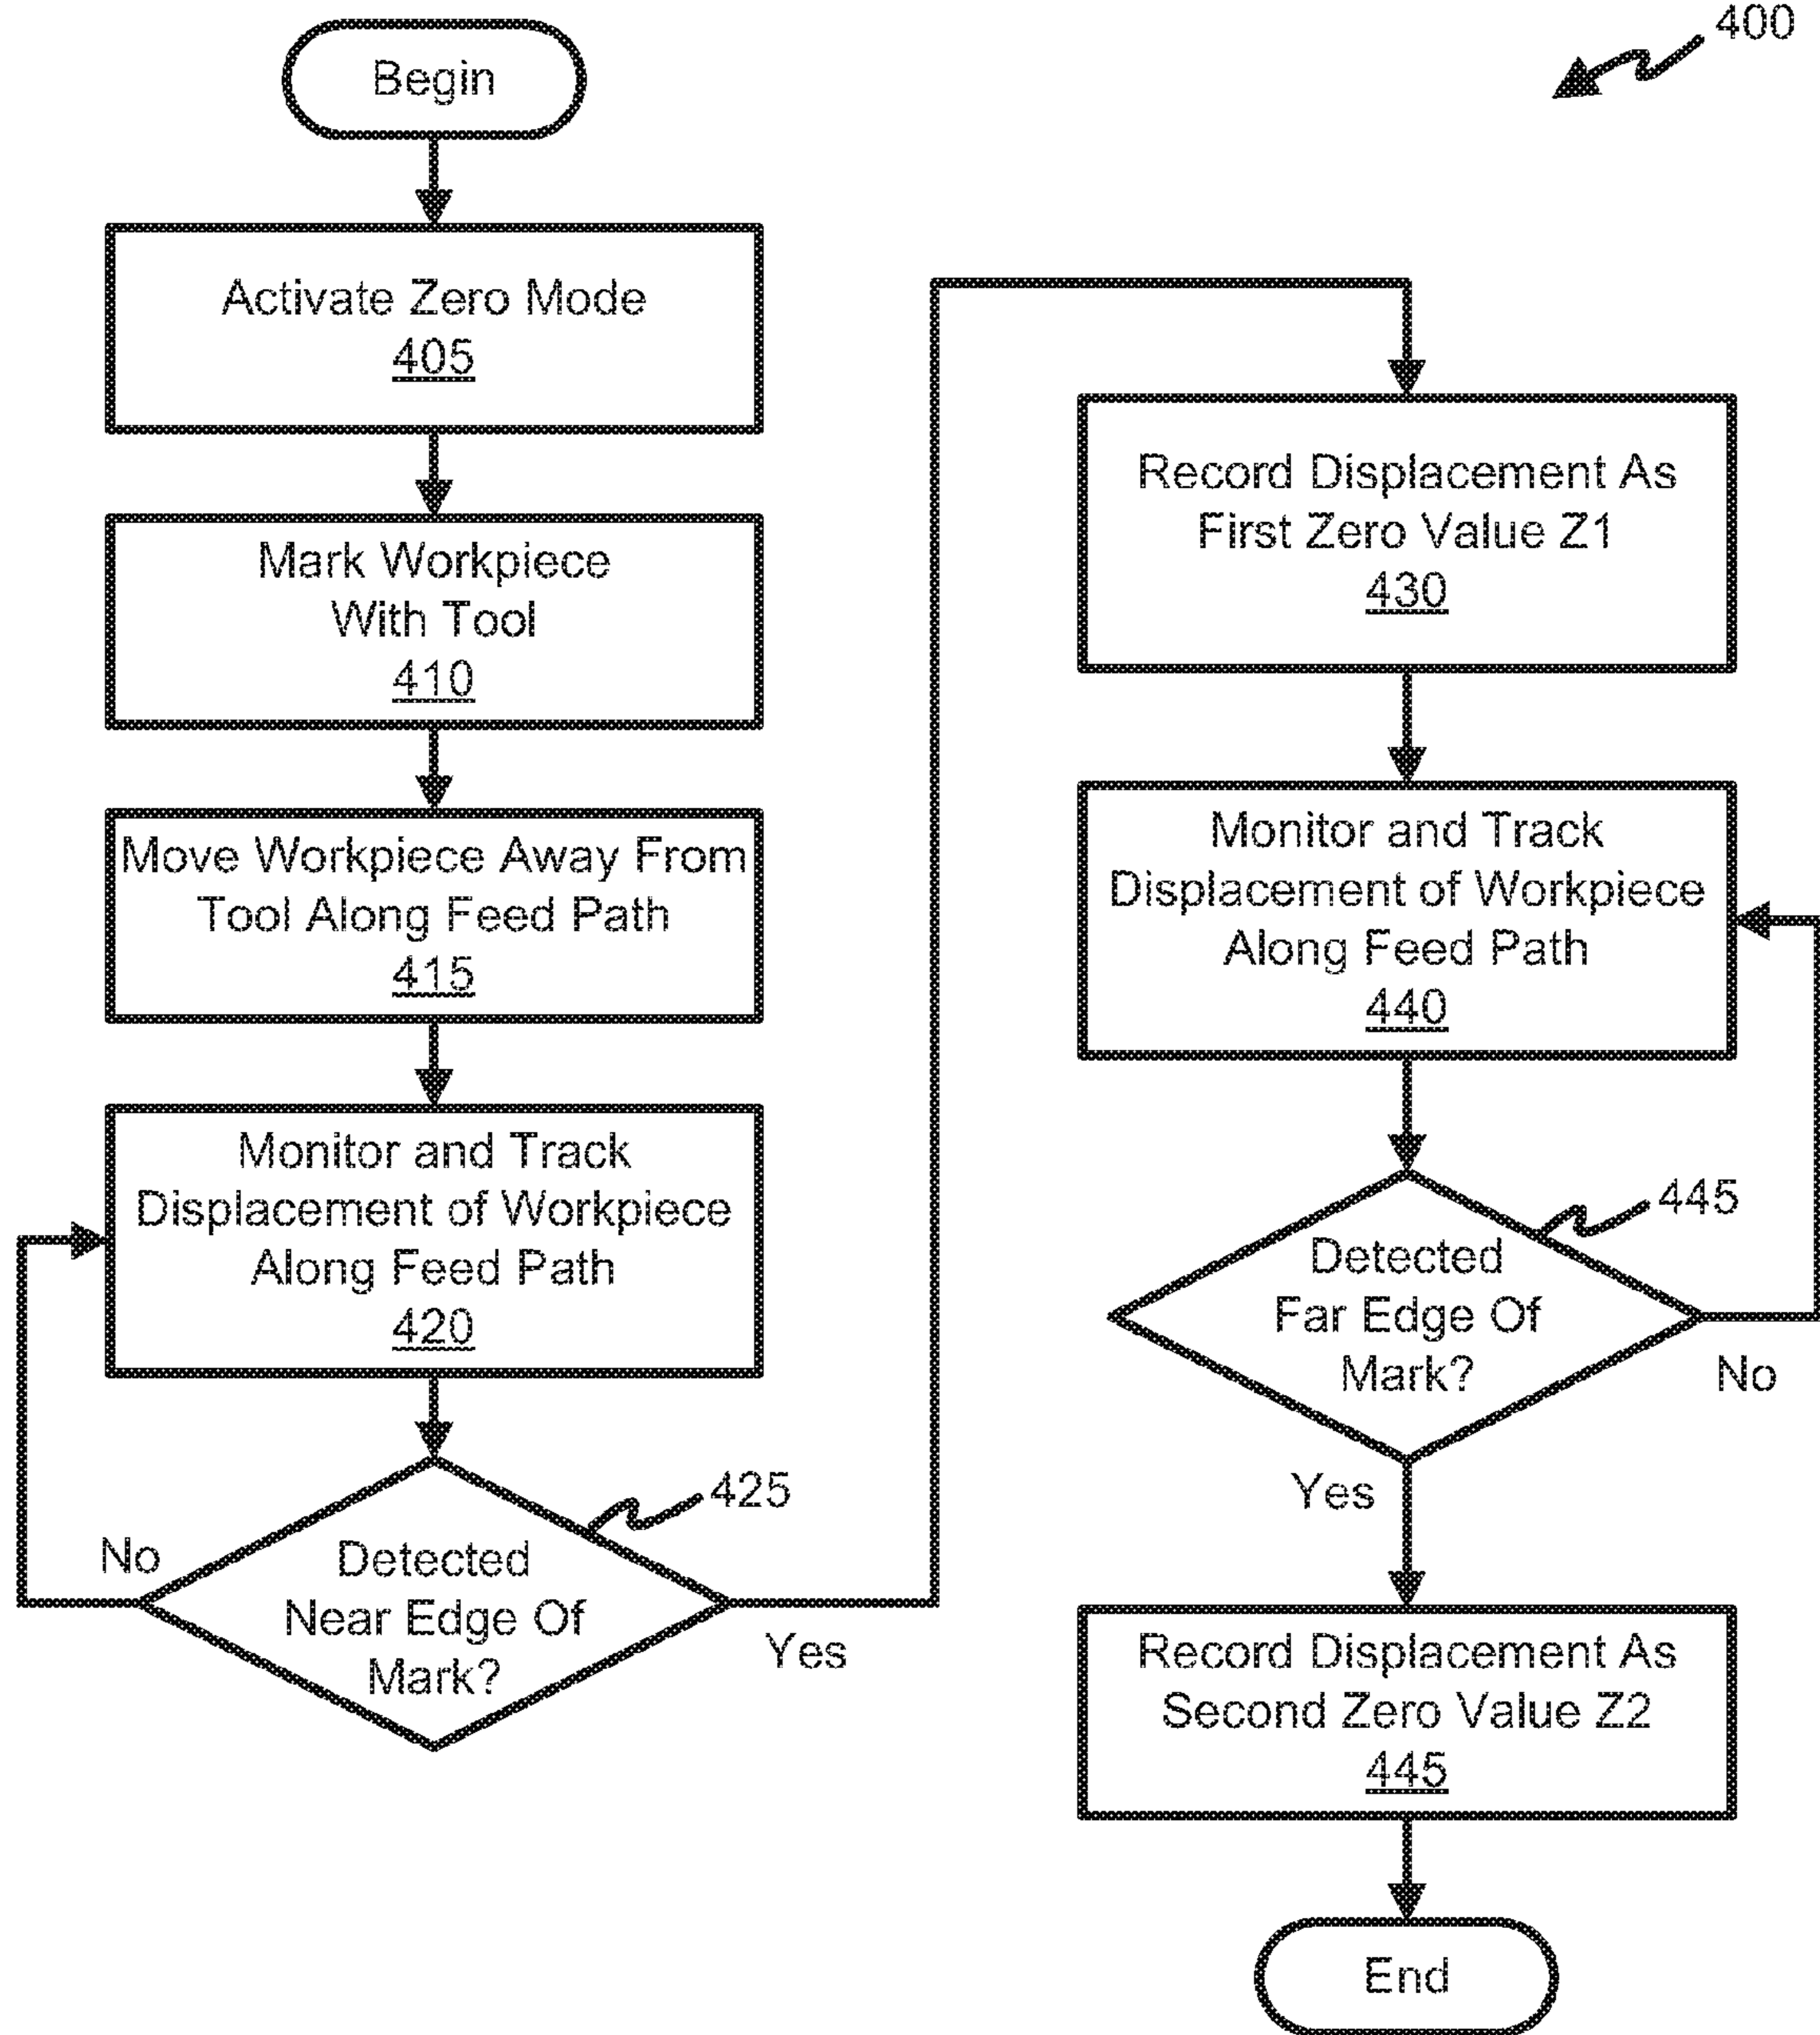 400
Begin
Activate Zero Mode
405
Mark Workpiece
With Tool
410
Move Workpiece Away From
Tool Along Feed Path
415
Monitor and Track
Displacement of Workpiece
Along Feed Path
420
425
No
Detected
Near Edge Of
Mark?
Yes
Record Displacement As
First Zero Value Z1
430
Monitor and Track
Displacement of Workpiece
Along Feed Path
440
445
Detected
Far Edge Of
Mark?
No
Yes
Record Displacement As
Second Zero Value Z2
445
End